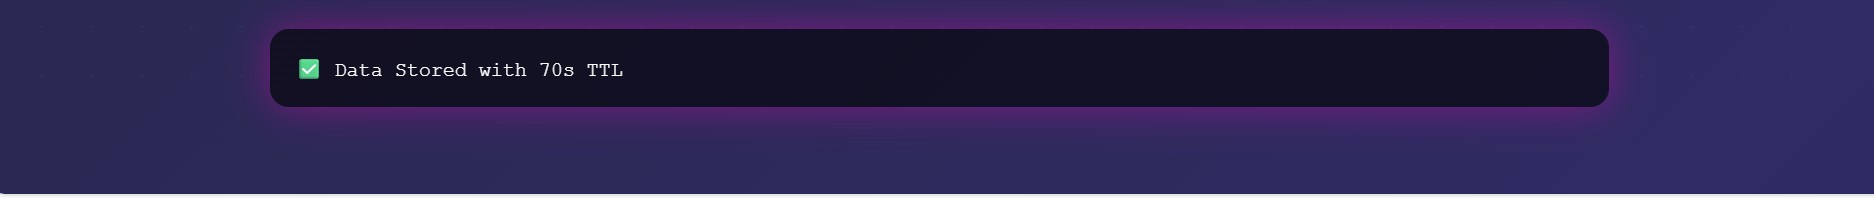 ✅ Data Stored with 70s TTL